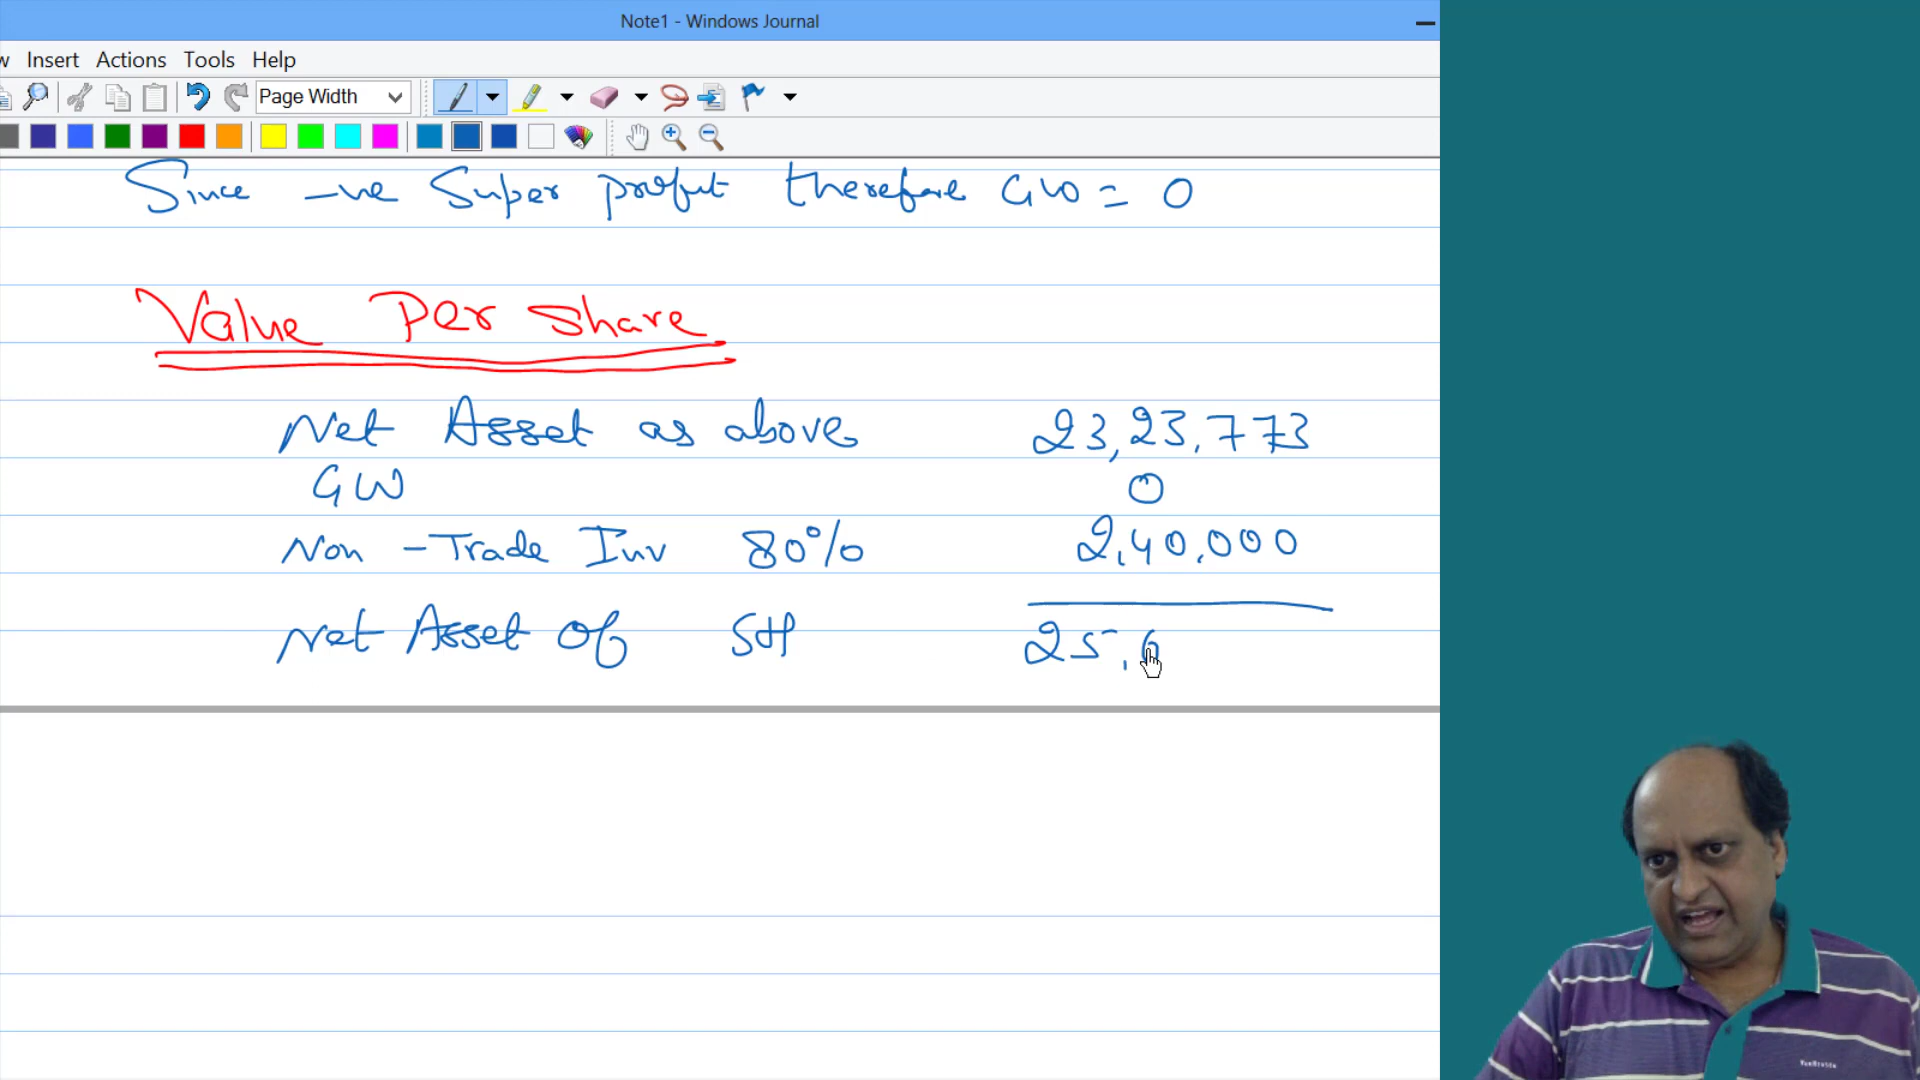 Note1 - Windows Journal
w Insert Actions Tools Help
Page Width
Since -ve Super profit therefore GW = 0
Value Per Share
Net Asset as above 23,23,773
GW 0
Non-Trade Inv 80% 2,40,000
Net Asset Of SH 25,6